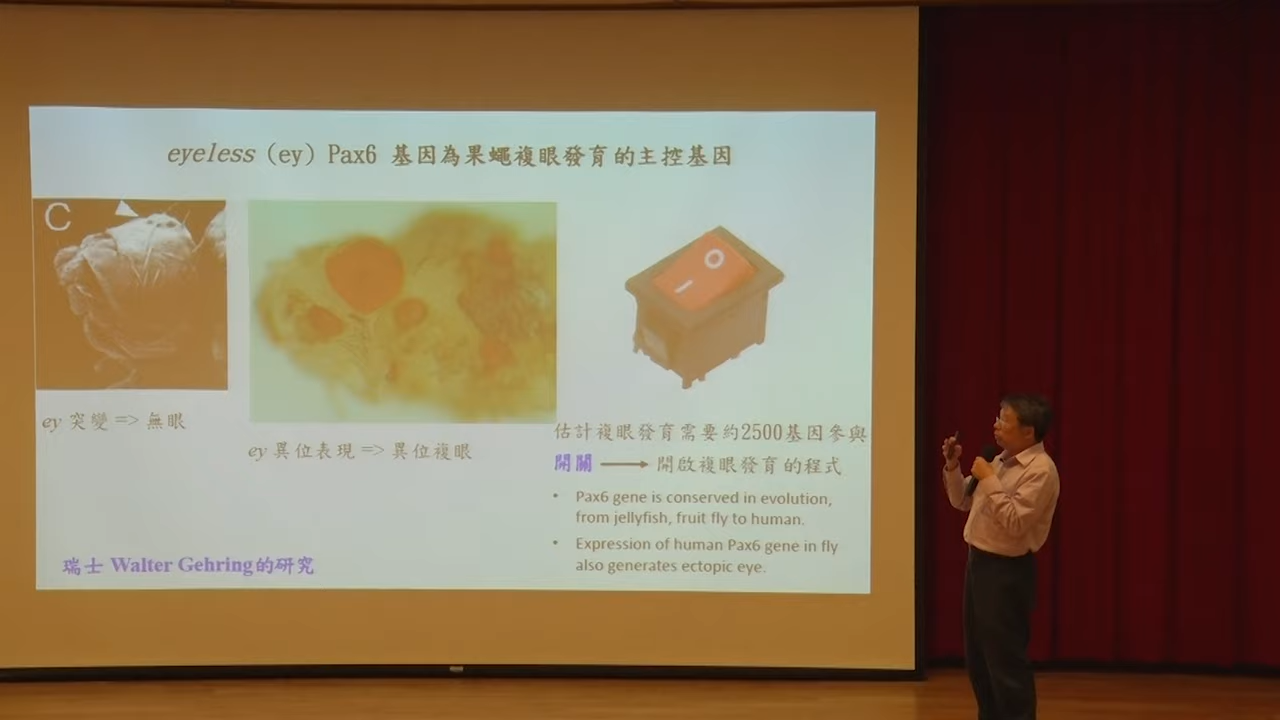 eyeless (ey) Pax6 基因為果蠅複眼發育的主控基因
C
ey 突變 => 無眼
ey 異位表現 => 異位複眼
估計複眼發育需要約2500基因參與
開關 → 開啟複眼發育的程式
• Pax6 gene is conserved in evolution,
from jellyfish, fruit fly to human.
• Expression of human Pax6 gene in fly
also generates ectopic eye.
瑞士 Walter Gehring的研究